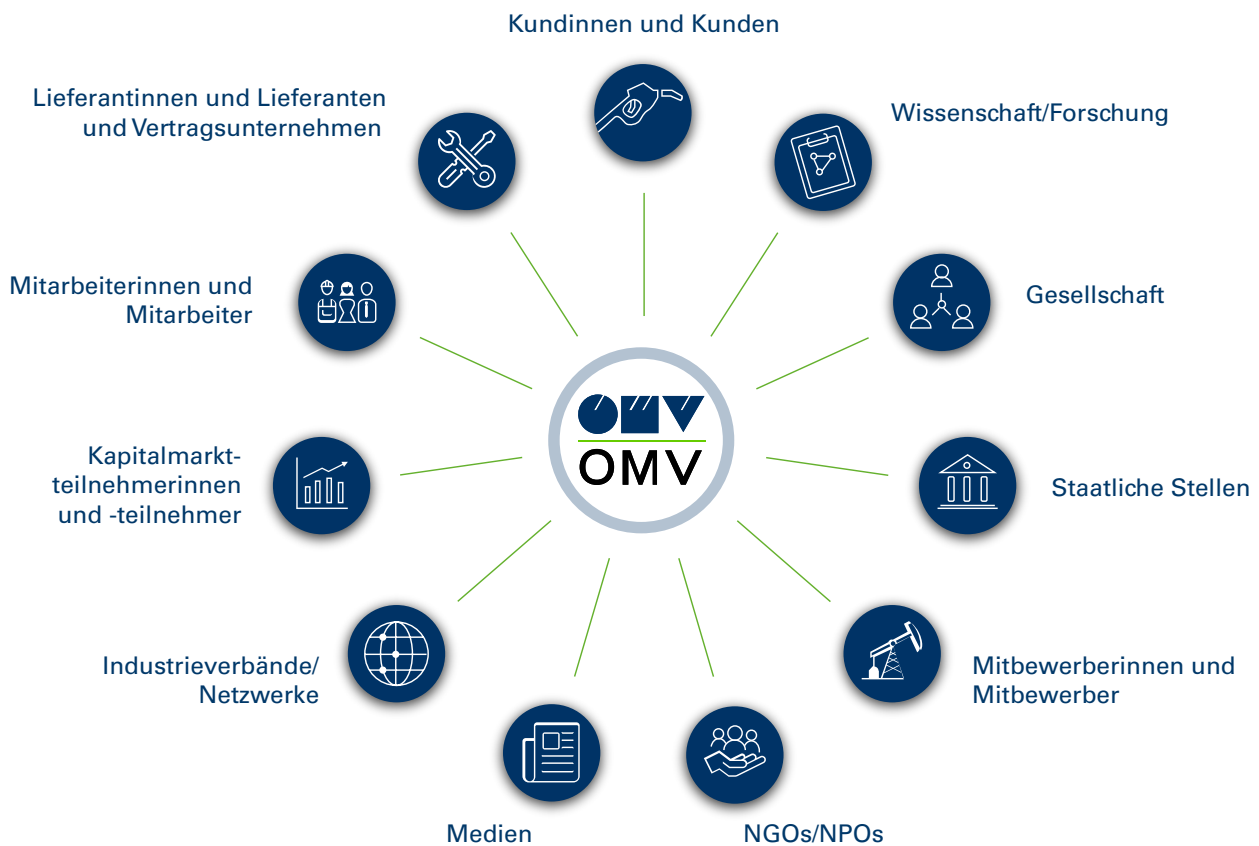 Kundinnen und Kunden
Wissenschaft/Forschung
Gesellschaft
Staatliche Stellen
Mitbewerberinnen und
Mitbewerber
NGOs/NPOs
Medien
Industrieverbände/
Netzwerke
Kapitalmarkt-
teilnehmerinnen
und -teilnehmer
Mitarbeiterinnen und
Mitarbeiter
Lieferantinnen und Lieferanten
und Vertragsunternehmen
OMV
OMV